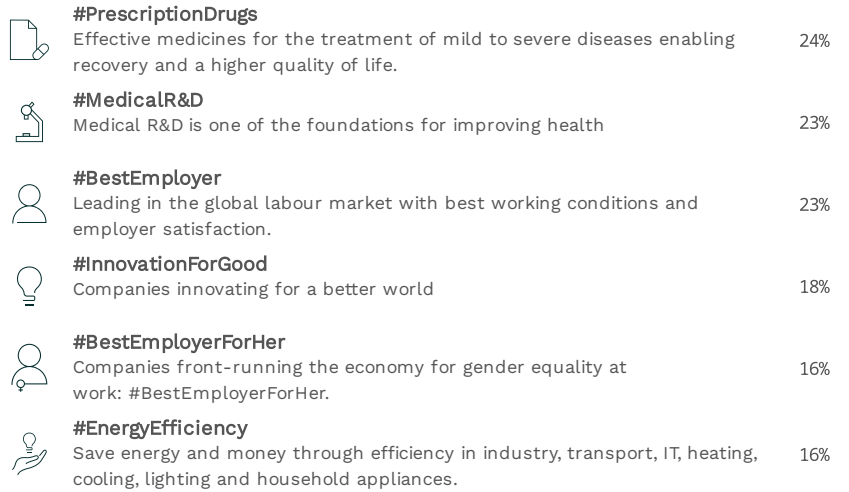 #PrescriptionDrugs
Effective medicines for the treatment of mild to severe diseases enabling
recovery and a higher quality of life.
24%
#MedicalR&D
Medical R&D is one of the foundations for improving health
23%
#BestEmployer
Leading in the global labour market with best working conditions and
employer satisfaction.
23%
#InnovationForGood
Companies innovating for a better world
18%
#BestEmployerForHer
Companies front-running the economy for gender equality at
work: #BestEmployerForHer.
16%
#EnergyEfficiency
Save energy and money through efficiency in industry, transport, IT, heating,
cooling, lighting and household appliances.
16%